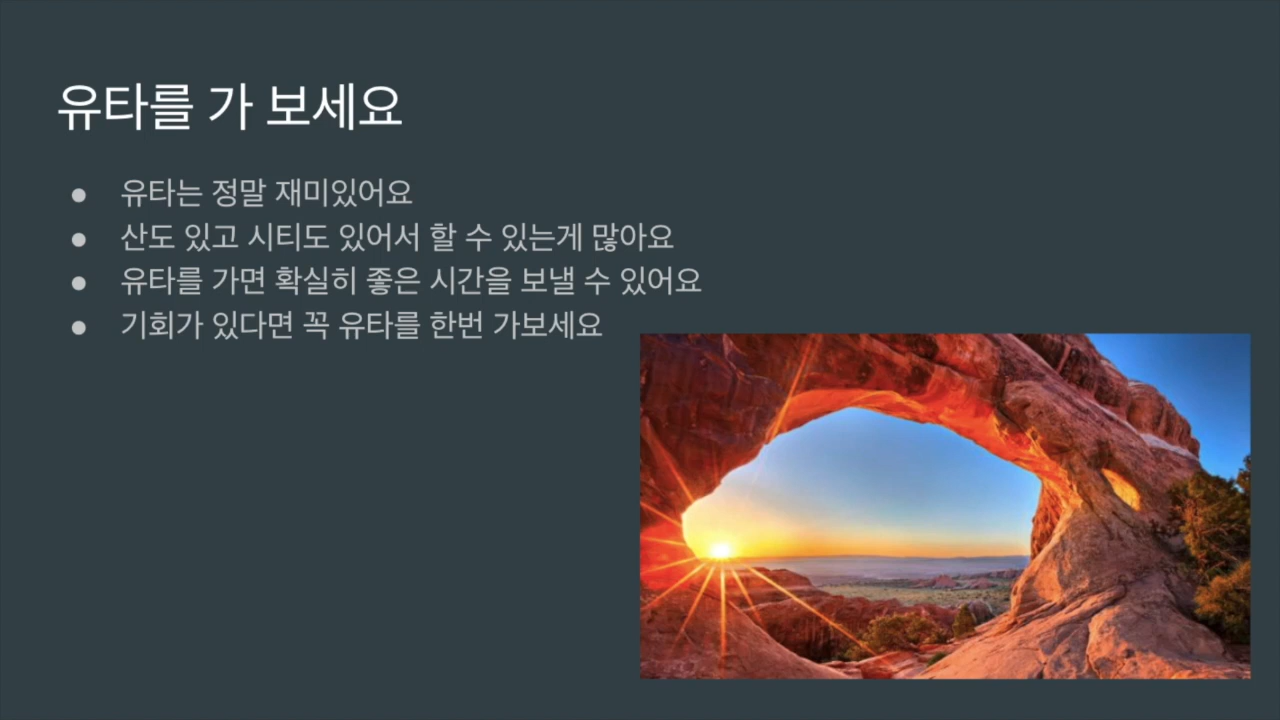 유타를 가 보세요
● 유타는 정말 재미있어요
● 산도 있고 시티도 있어서 할 수 있는게 많아요
● 유타를 가면 확실히 좋은 시간을 보낼 수 있어요
● 기회가 있다면 꼭 유타를 한번 가보세요